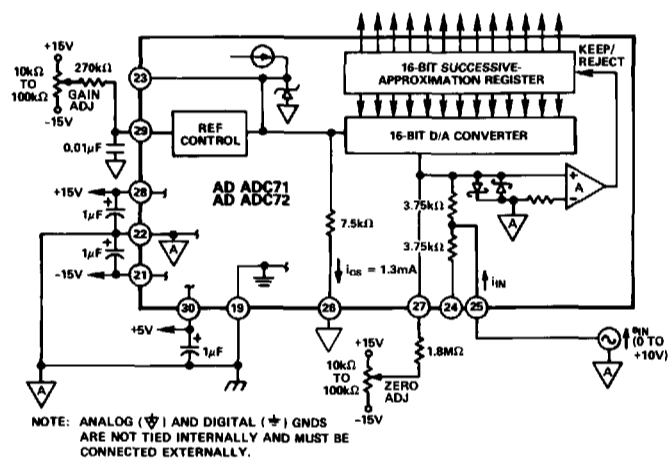 +15V
10kΩ
TO
100kΩ
–15V
270kΩ
GAIN
ADJ
0.01μF
23
29
REF
CONTROL
16-BIT SUCCESSIVE-
APPROXIMATION REGISTER
KEEP/
REJECT
16-BIT D/A CONVERTER
AD ADC71
AD ADC72
+15V
1μF
1μF
–15V
28
22
A
21
7.5kΩ
iOS = 1.3mA
3.75kΩ
3.75kΩ
+
–
A
A
iIN
30
19
26
27
24
25
+5V
1μF
A
+15V
10kΩ
TO
100kΩ
–15V
1.8MΩ
ZERO
ADJ
eIN
(0 TO
+10V)
A
NOTE: ANALOG ( ) AND DIGITAL ( ) GNDS
ARE NOT TIED INTERNALLY AND MUST BE
CONNECTED EXTERNALLY.